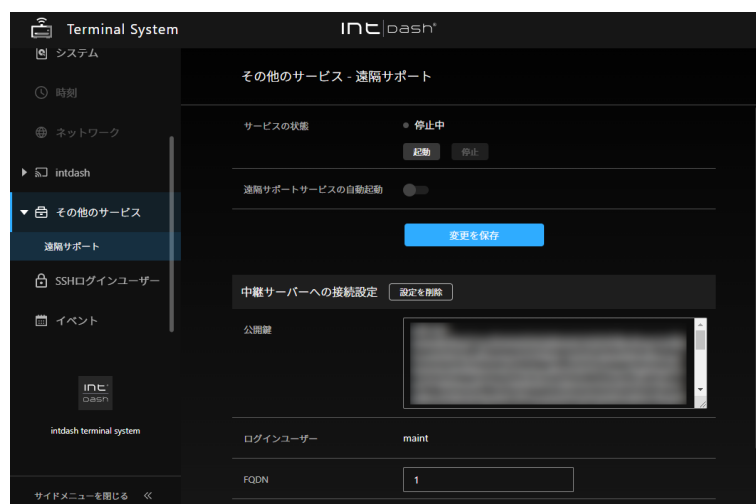 Terminal System
intdash
システム
時刻
ネットワーク
intdash
その他のサービス
遠隔サポート
SSHログインユーザー
イベント
int dash
intdash terminal system
サイドメニューを閉じる
その他のサービス - 遠隔サポート
サービスの状態
停止中
起動 停止
遠隔サポートサービスの自動起動
変更を保存
中継サーバーへの接続設定 設定を削除
公開鍵
ログインユーザー maint
FQDN 1